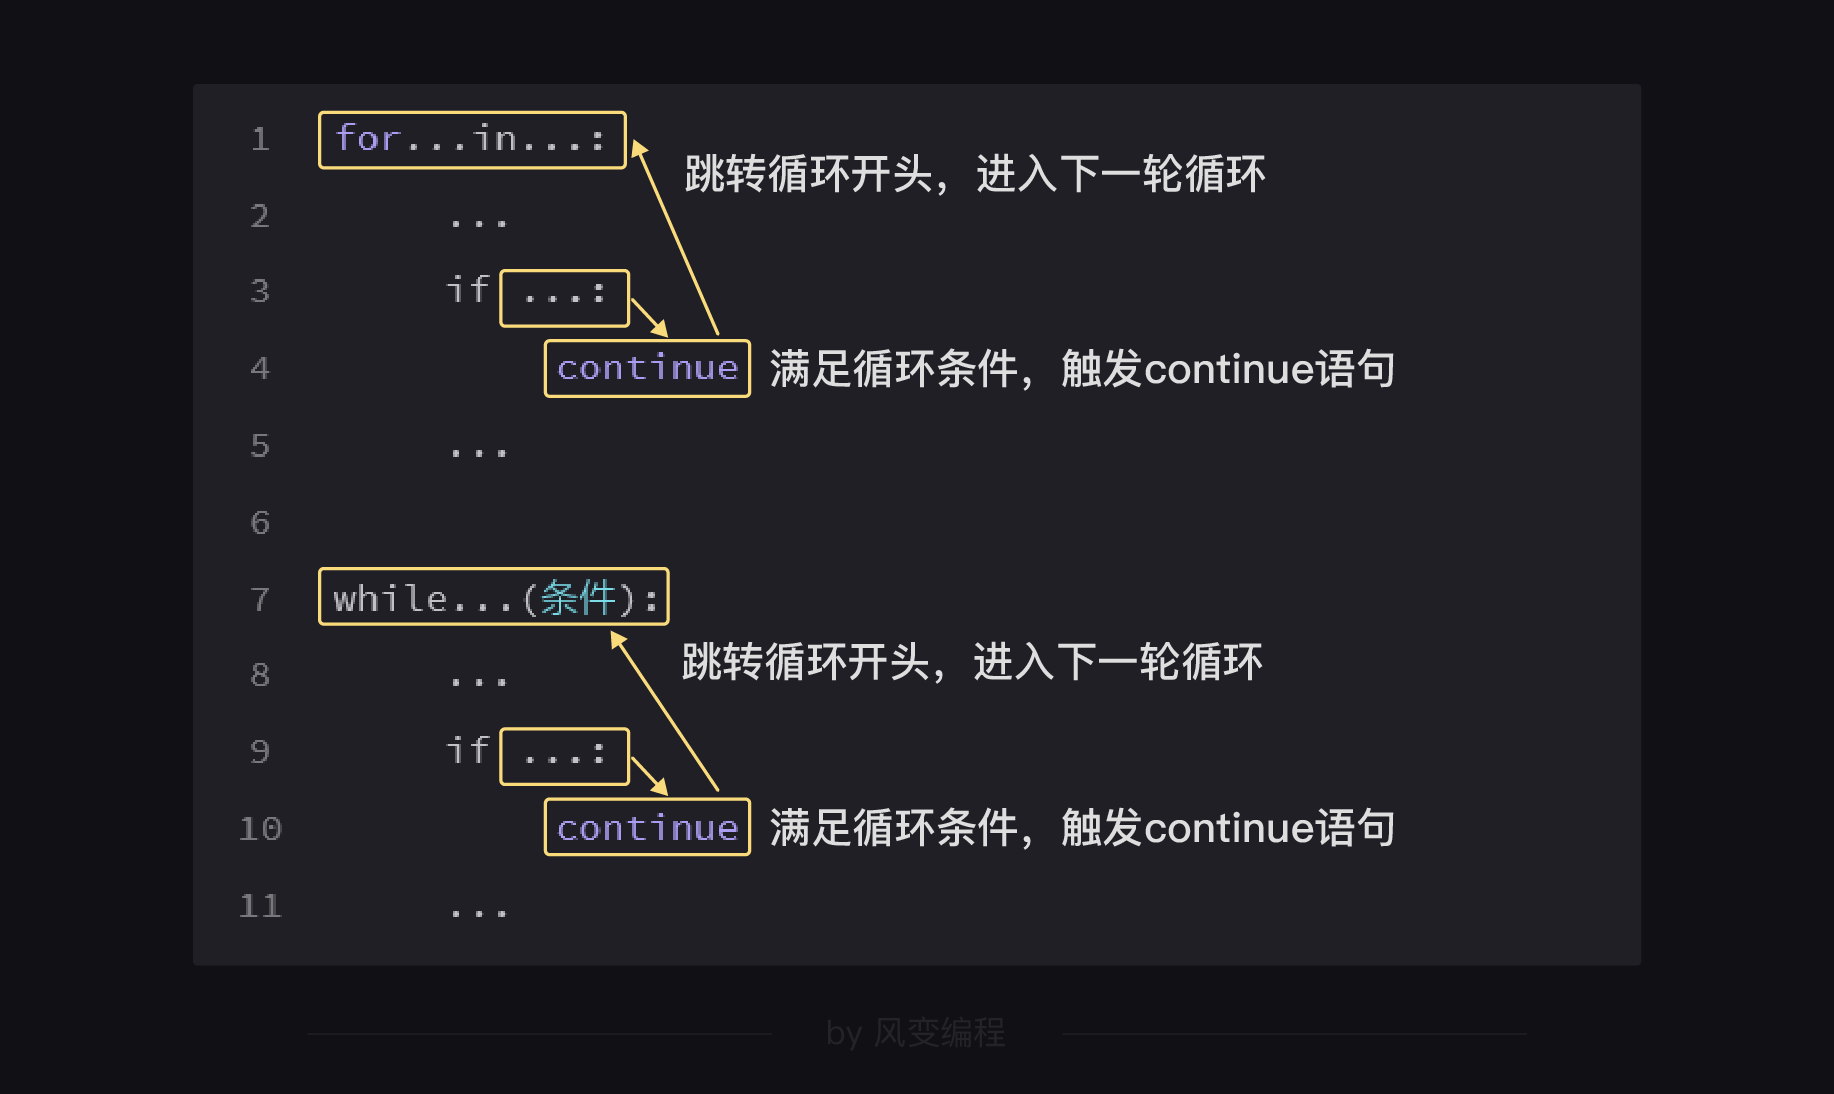 1 for...in...:
跳转循环开头，进入下一轮循环
2 ...
3 if ...:
4 continue 满足循环条件，触发continue语句
5 ...
6
7 while...(条件):
跳转循环开头，进入下一轮循环
8 ...
9 if ...:
10 continue 满足循环条件，触发continue语句
11 ...
by 风变编程